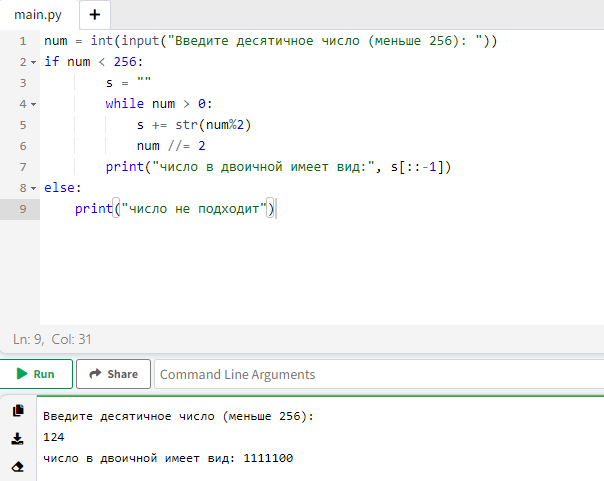 main.py +
1 num = int(input("Введите десятичное число (меньше 256): "))
2 if num < 256:
3 s = ""
4 while num > 0:
5 s += str(num%2)
6 num //= 2
7 print("число в двоичной имеет вид:", s[::-1])
8 else:
9 print("число не подходит")
Ln: 9, Col: 31
Run Share Command Line Arguments
Введите десятичное число (меньше 256):
124
число в двоичной имеет вид: 1111100